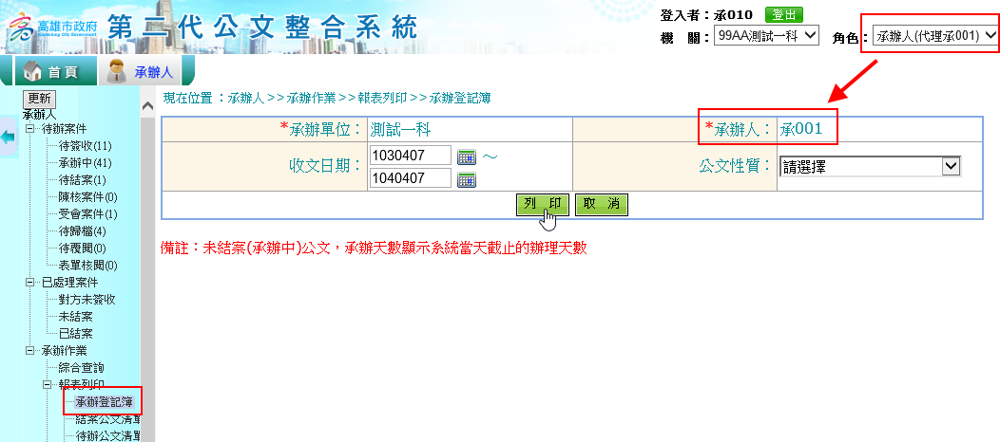 高雄市政府
Kaohsiung City Government
第二代公文整合系統
登入者：承010 登出
機 關：99AA測試一科 角色：承辦人(代理承001)
首頁 承辦人
更新
現在位置：承辦人>>承辦作業>>報表列印>>承辦登記簿
*承辦單位： 測試一科 *承辦人： 承001
收文日期： 1030407 ～ 公文性質： 請選擇
1040407
列 印 取 消
備註：未結案(承辦中)公文，承辦天數顯示系統當天截止的辦理天數
承辦人
待辦案件
待簽收(11)
承辦中(41)
待結案(1)
陳核案件(0)
受會案件(1)
待歸檔(4)
待覆閱(0)
表單核閱(0)
已處理案件
對方未簽收
未結案
已結案
承辦作業
綜合查詢
報表列印
承辦登記簿
結案公文清單
待辦公文清單